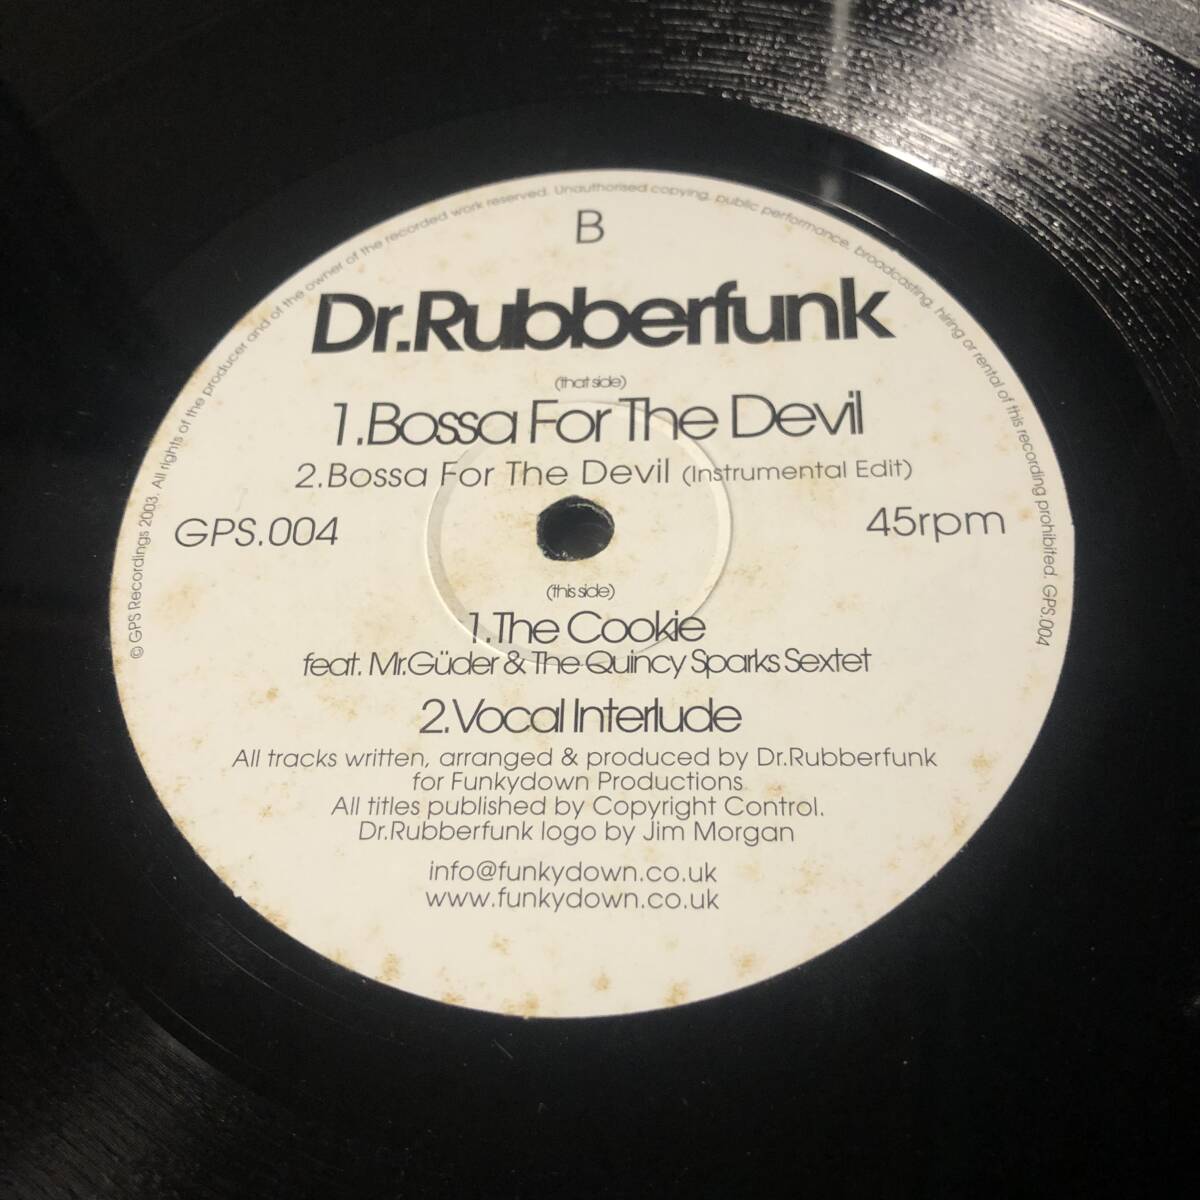 B
Dr.Rubberfunk
(that side)
1.Bossa For The Devil
2.Bossa For The Devil (Instrumental Edit)
GPS.004
45rpm
(this side)
1.The Cookie
feat. Mr.Güder & The Quincy Sparks Sextet
2.Vocal Interlude
All tracks written, arranged & produced by Dr.Rubberfunk
for Funkydown Productions
All titles published by Copyright Control.
Dr.Rubberfunk logo by Jim Morgan
info@funkydown.co.uk
www.funkydown.co.uk
© GPS Recordings 2003. All rights of the producer and of the owner of the recorded work reserved. Unauthorised copying, public performance, broadcasting, hiring or rental of this recording prohibited. GPS.004